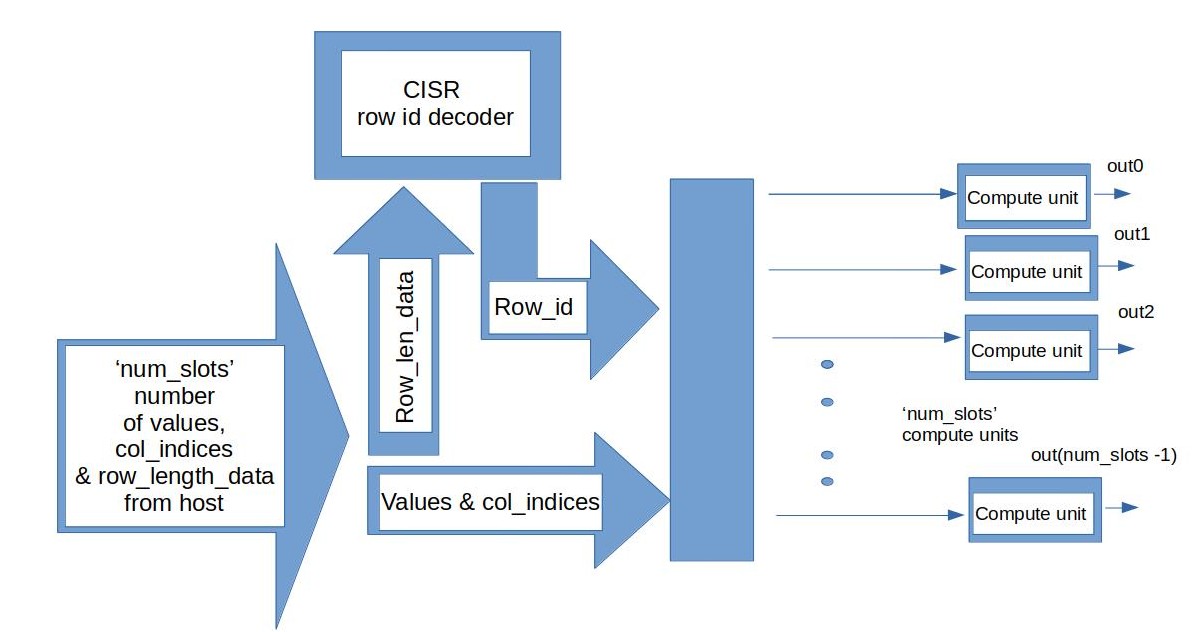 CISR
row id decoder
‘num_slots’
number
of values,
col_indices
& row_length_data
from host
Row_len_data
Row_id
Values & col_indices
out0
Compute unit
out1
Compute unit
out2
Compute unit
‘num_slots’
compute units
out(num_slots -1)
Compute unit